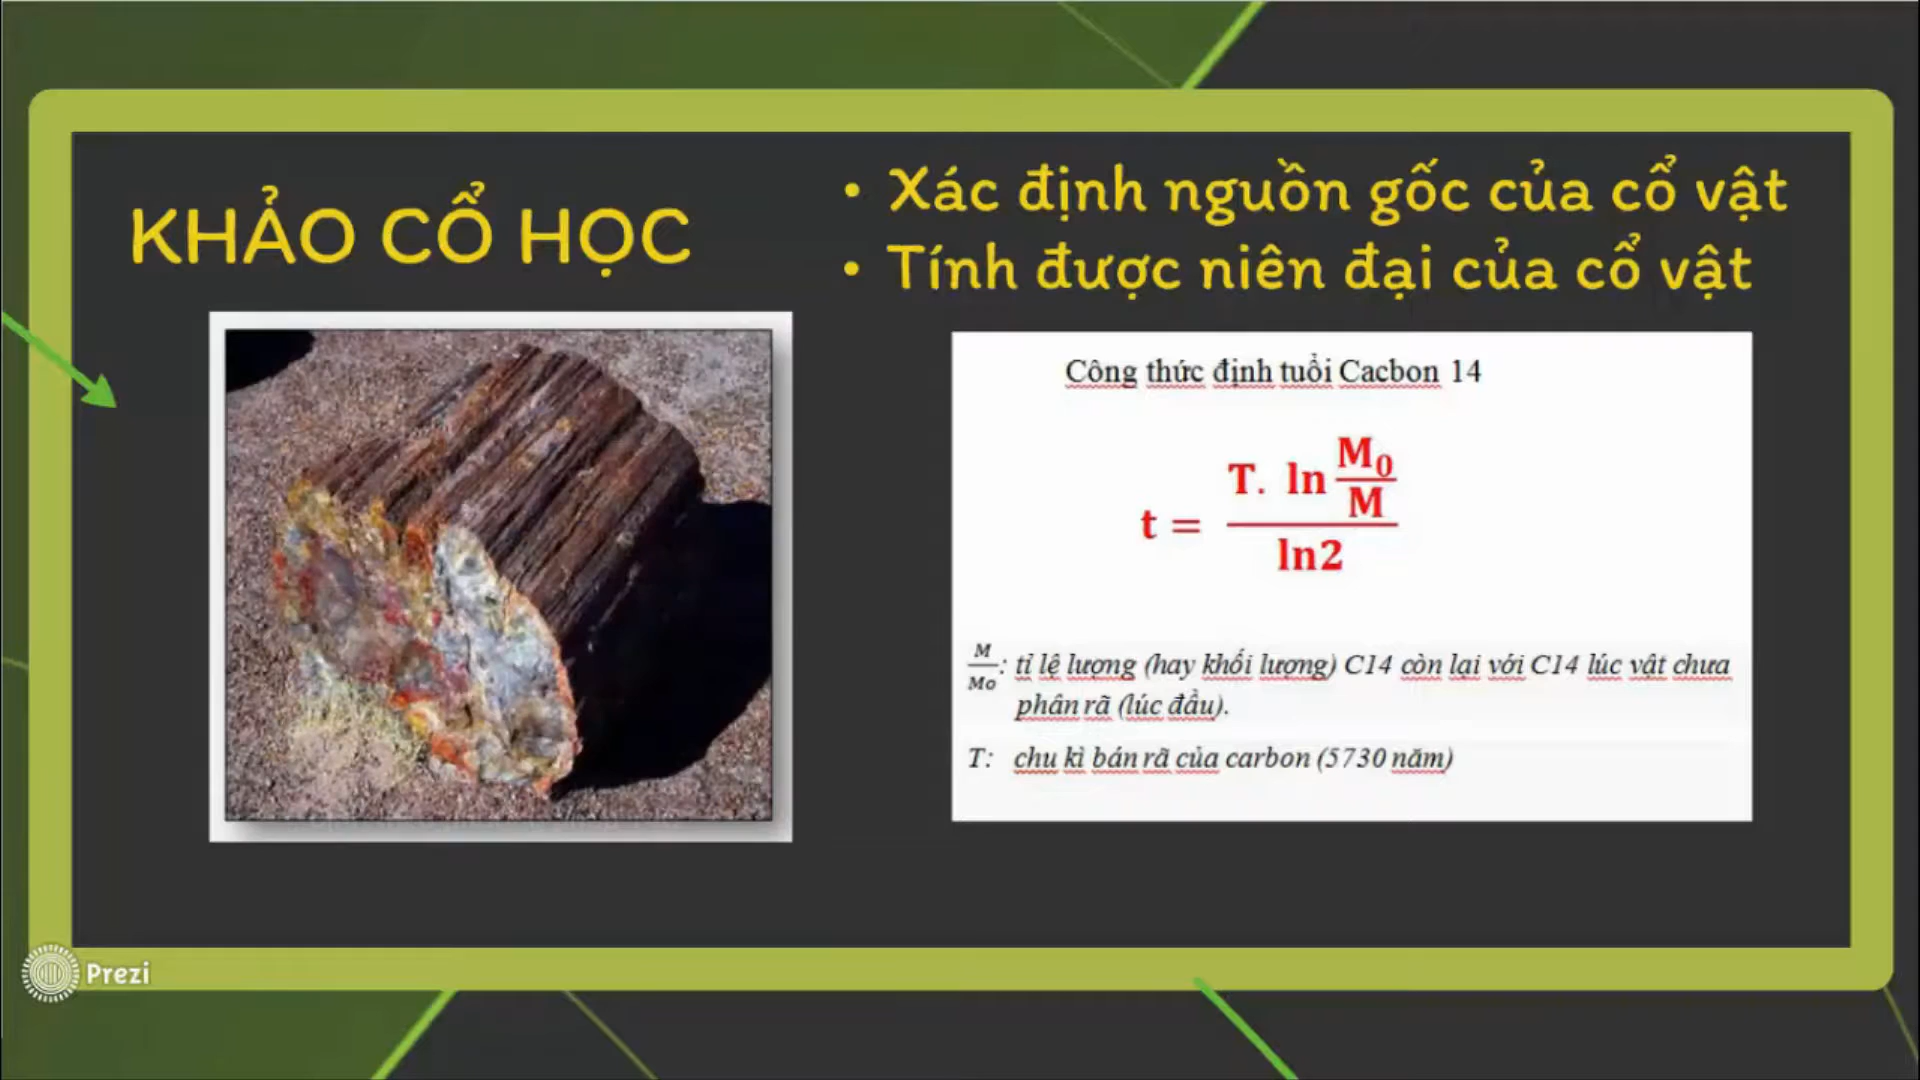 KHẢO CỔ HỌC
• Xác định nguồn gốc của cổ vật
• Tính được niên đại của cổ vật
Công thức định tuổi Cacbon 14
t = (T. ln M₀/M) / ln2
M/Mo: tỉ lệ lượng (hay khối lượng) C14 còn lại với C14 lúc vật chưa
phân rã (lúc đầu).
T: chu kì bán rã của carbon (5730 năm)
Prezi